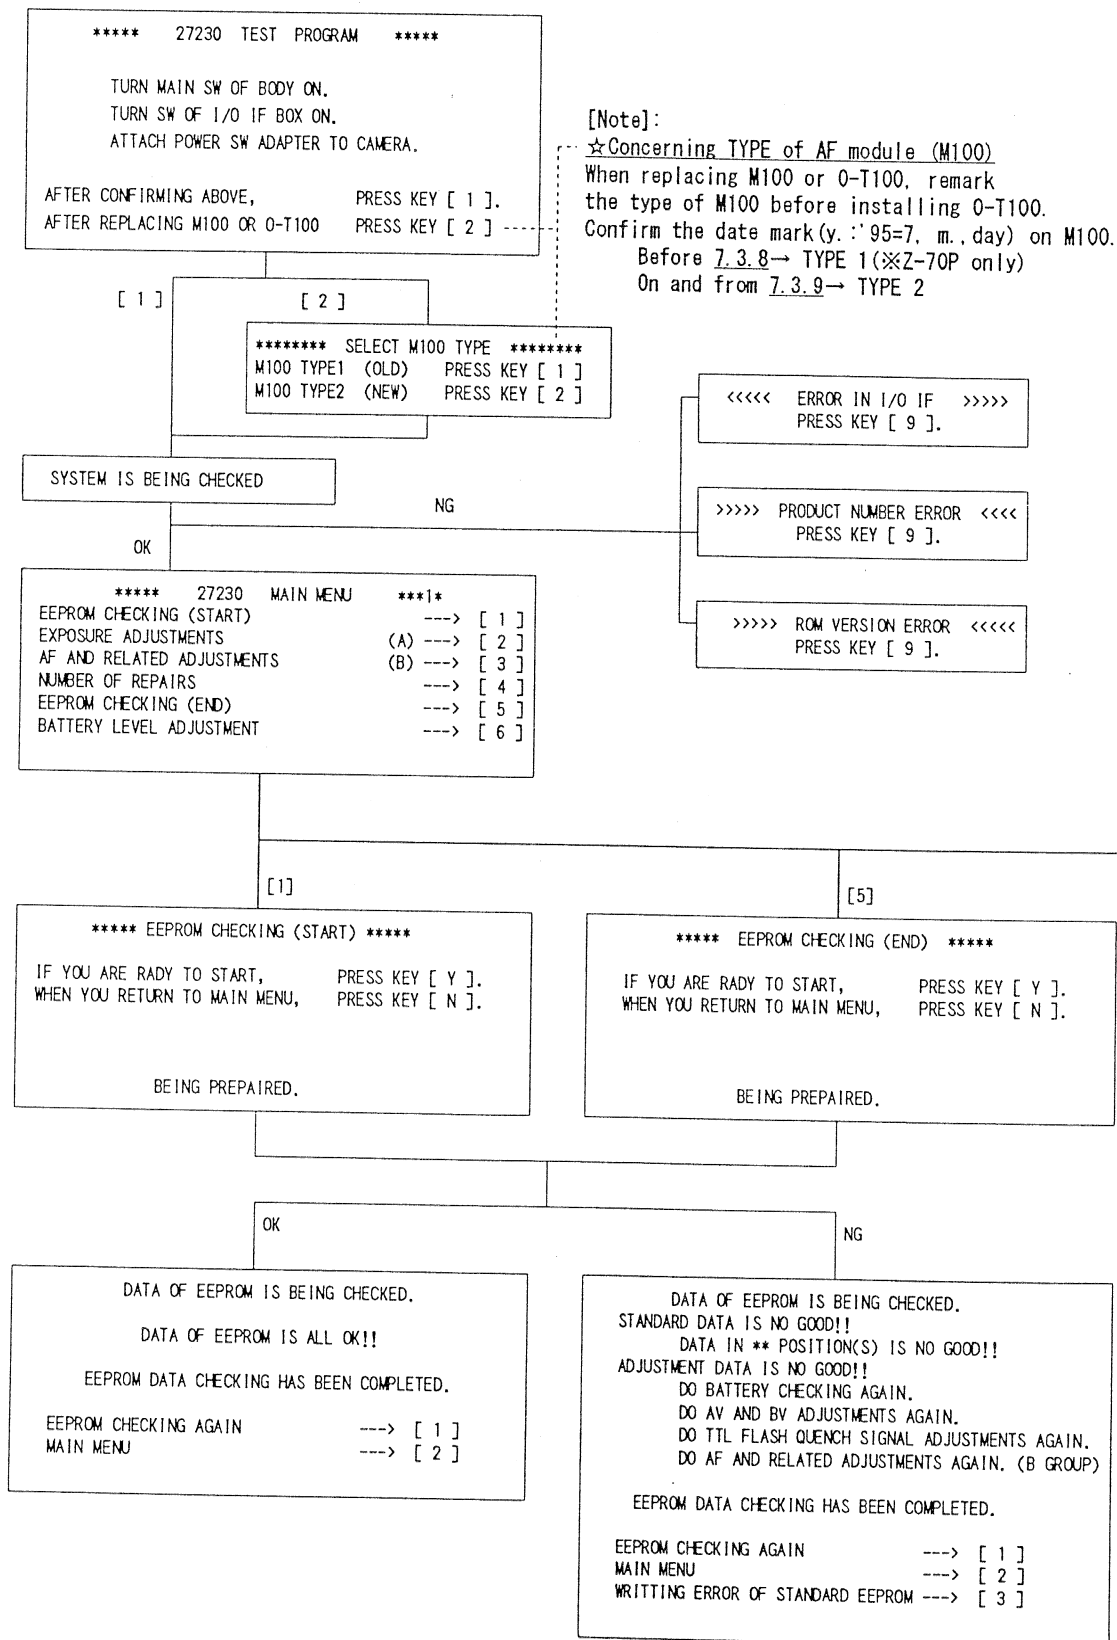 ***** 27230 TEST PROGRAM *****
TURN MAIN SW OF BODY ON.
TURN SW OF I/O IF BOX ON.
ATTACH POWER SW ADAPTER TO CAMERA.
AFTER CONFIRMING ABOVE, PRESS KEY [ 1 ].
AFTER REPLACING M100 OR O-T100 PRESS KEY [ 2 ]
[Note]:
☆Concerning TYPE of AF module (M100)
When replacing M100 or O-T100, remark
the type of M100 before installing O-T100.
Confirm the date mark(y.:'95=7, m., day) on M100.
Before 7.3.8→ TYPE 1(※Z-70P only)
On and from 7.3.9→ TYPE 2
[ 1 ]
[ 2 ]
******** SELECT M100 TYPE ********
M100 TYPE1 (OLD) PRESS KEY [ 1 ]
M100 TYPE2 (NEW) PRESS KEY [ 2 ]
<<<<< ERROR IN I/O IF >>>>>
PRESS KEY [ 9 ].
SYSTEM IS BEING CHECKED
NG
>>>>> PRODUCT NUMBER ERROR <<<<
PRESS KEY [ 9 ].
OK
>>>>> ROM VERSION ERROR <<<<<
PRESS KEY [ 9 ].
***** 27230 MAIN MENU ***1*
EEPROM CHECKING (START) ---> [ 1 ]
EXPOSURE ADJUSTMENTS (A) ---> [ 2 ]
AF AND RELATED ADJUSTMENTS (B) ---> [ 3 ]
NUMBER OF REPAIRS ---> [ 4 ]
EEPROM CHECKING (END) ---> [ 5 ]
BATTERY LEVEL ADJUSTMENT ---> [ 6 ]
[1]
[5]
***** EEPROM CHECKING (START) *****
IF YOU ARE RADY TO START, PRESS KEY [ Y ].
WHEN YOU RETURN TO MAIN MENU, PRESS KEY [ N ].
BEING PREPAIRED.
***** EEPROM CHECKING (END) *****
IF YOU ARE RADY TO START, PRESS KEY [ Y ].
WHEN YOU RETURN TO MAIN MENU, PRESS KEY [ N ].
BEING PREPAIRED.
OK
NG
DATA OF EEPROM IS BEING CHECKED.
DATA OF EEPROM IS ALL OK!!
EEPROM DATA CHECKING HAS BEEN COMPLETED.
EEPROM CHECKING AGAIN ---> [ 1 ]
MAIN MENU ---> [ 2 ]
DATA OF EEPROM IS BEING CHECKED.
STANDARD DATA IS NO GOOD!!
DATA IN ** POSITION(S) IS NO GOOD!!
ADJUSTMENT DATA IS NO GOOD!!
DO BATTERY CHECKING AGAIN.
DO AV AND BV ADJUSTMENTS AGAIN.
DO TTL FLASH QUENCH SIGNAL ADJUSTMENTS AGAIN.
DO AF AND RELATED ADJUSTMENTS AGAIN. (B GROUP)
EEPROM DATA CHECKING HAS BEEN COMPLETED.
EEPROM CHECKING AGAIN ---> [ 1 ]
MAIN MENU ---> [ 2 ]
WRITTING ERROR OF STANDARD EEPROM ---> [ 3 ]